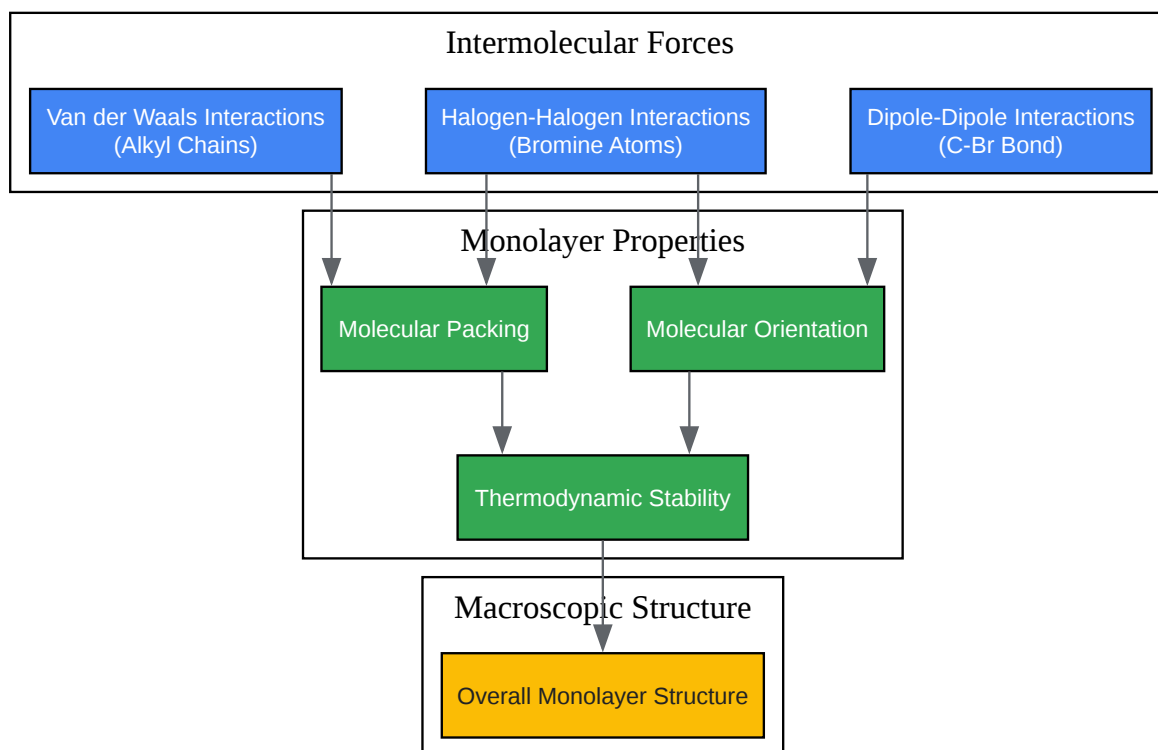 Intermolecular Forces
Van der Waals Interactions
(Alkyl Chains)
Halogen-Halogen Interactions
(Bromine Atoms)
Dipole-Dipole Interactions
(C-Br Bond)
Monolayer Properties
Molecular Packing
Molecular Orientation
Thermodynamic Stability
Macroscopic Structure
Overall Monolayer Structure